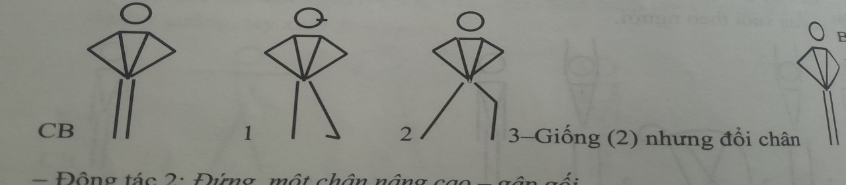 CB 1 2 3–Giống (2) nhưng đổi chân B
– Động tác 2: Đứng, một chân nâng cao – gập gối